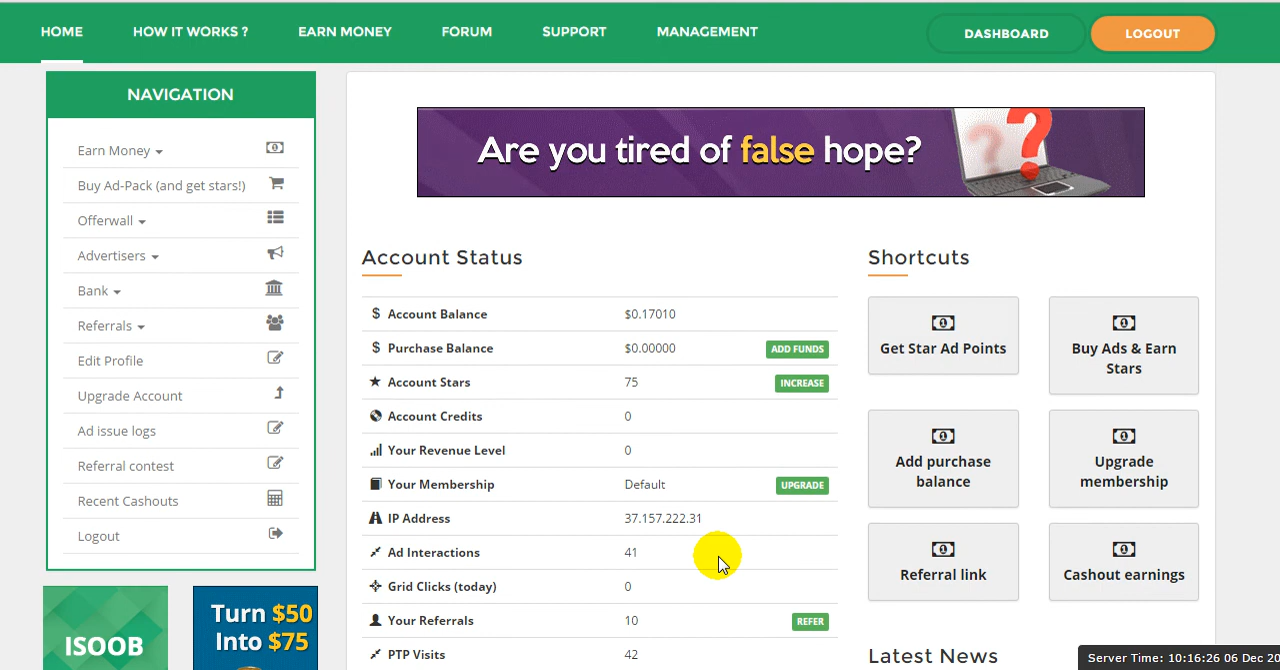 HOME
HOW IT WORKS ?
EARN MONEY
FORUM
SUPPORT
MANAGEMENT
DASHBOARD
LOGOUT
NAVIGATION
Earn Money
Buy Ad-Pack (and get stars!)
Offerwall
Advertisers
Bank
Referrals
Edit Profile
Upgrade Account
Ad issue logs
Referral contest
Recent Cashouts
Logout
ISOOB
Turn $50
Into $75
Are you tired of false hope?
Account Status
Account Balance $0.17010
Purchase Balance $0.00000 ADD FUNDS
Account Stars 75 INCREASE
Account Credits 0
Your Revenue Level 0
Your Membership Default UPGRADE
IP Address 37.157.222.31
Ad Interactions 41
Grid Clicks (today) 0
Your Referrals 10 REFER
PTP Visits 42
Shortcuts
Get Star Ad Points
Buy Ads & Earn
Stars
Add purchase
balance
Upgrade
membership
Referral link
Cashout earnings
Latest News
Server Time: 10:16:26 06 Dec 20